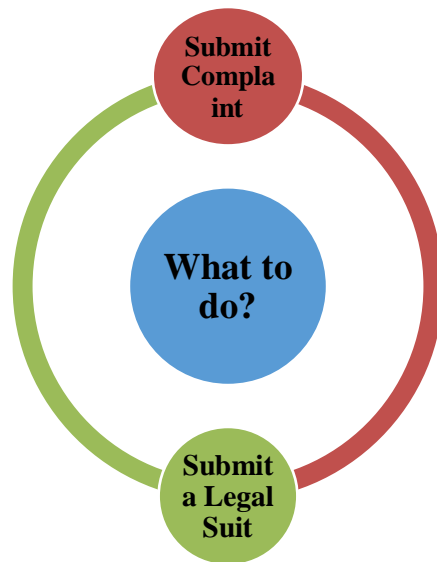 Submit
Compla
int
What to
do?
Submit
a Legal
Suit